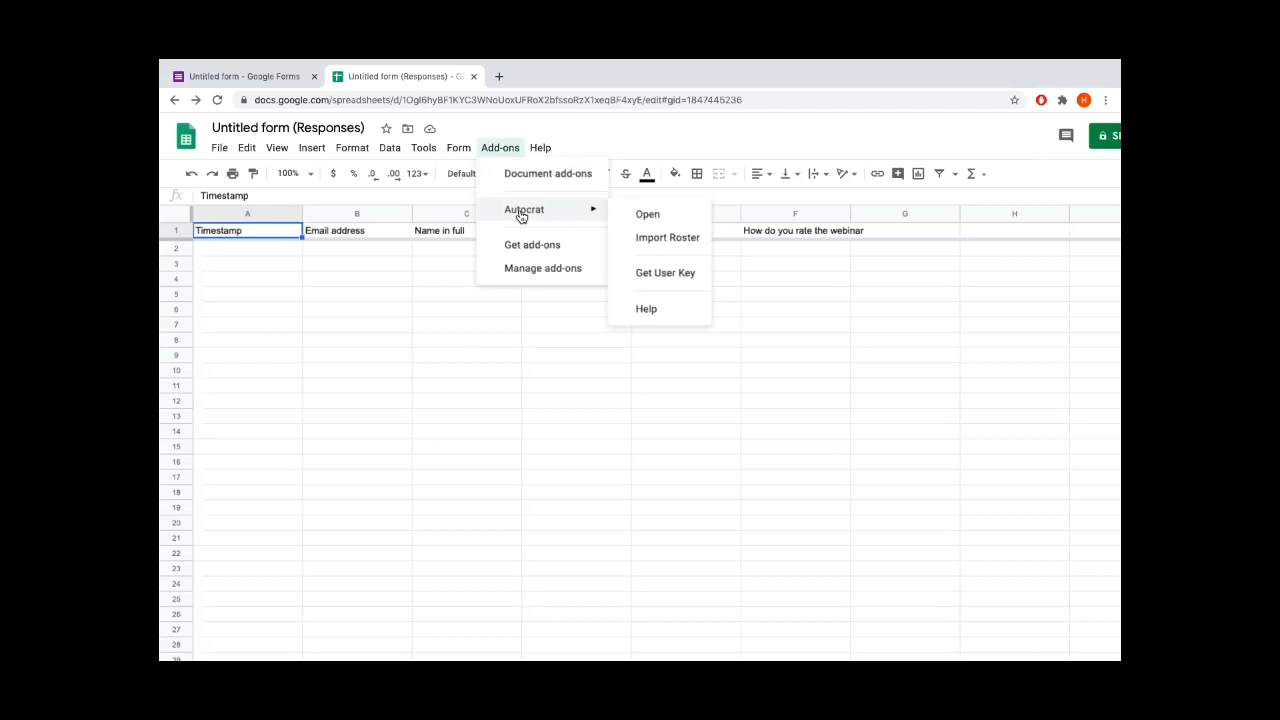 Untitled form - Google Forms
Untitled form (Responses) - G
docs.google.com/spreadsheets/d/1Ogl6hyBF1KYC3WNoUoxUFRoX2bfssoRzX1xeqBF4xyE/edit#gid=1847445236
H
Untitled form (Responses)
File Edit View Insert Format Data Tools Form Add-ons Help
100% $ % .0 .00 123 Default A Σ
Document add-ons
fx Timestamp
Autocrat
Open
A B C F G H
1 Timestamp Email address Name in full How do you rate the webinar
Import Roster
Get add-ons
Manage add-ons
Get User Key
Help
2
3
4
5
6
7
8
9
10
11
12
13
14
15
16
17
18
19
20
21
22
23
24
25
26
27
28